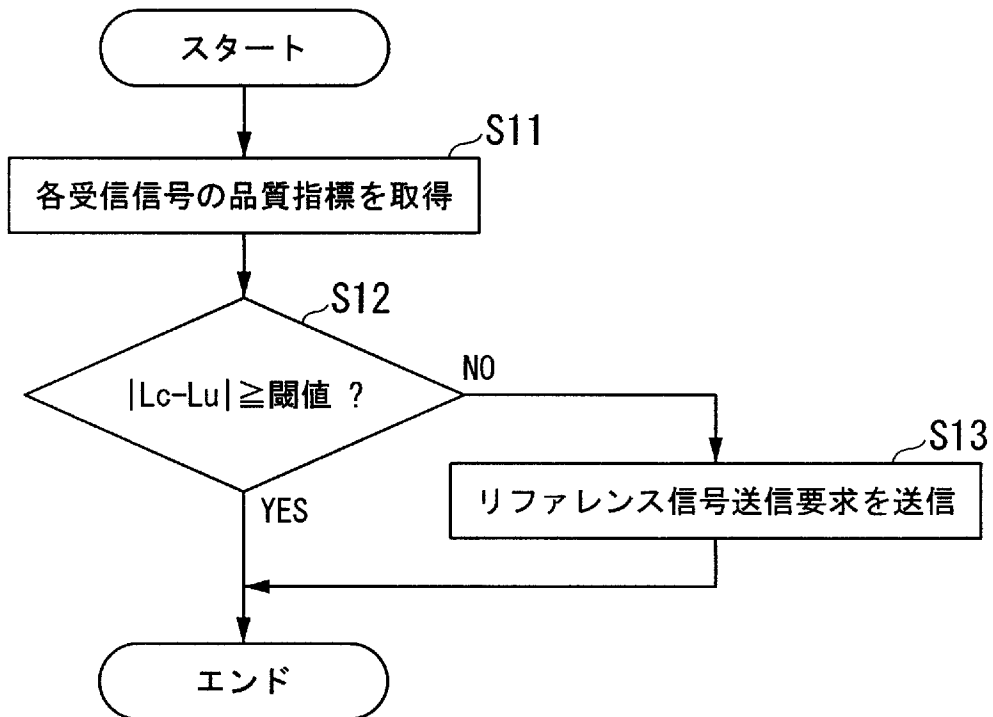 スタート
S11
各受信信号の品質指標を取得
S12
|Lc-Lu|≧閾値 ?
NO
YES
S13
リファレンス信号送信要求を送信
エンド